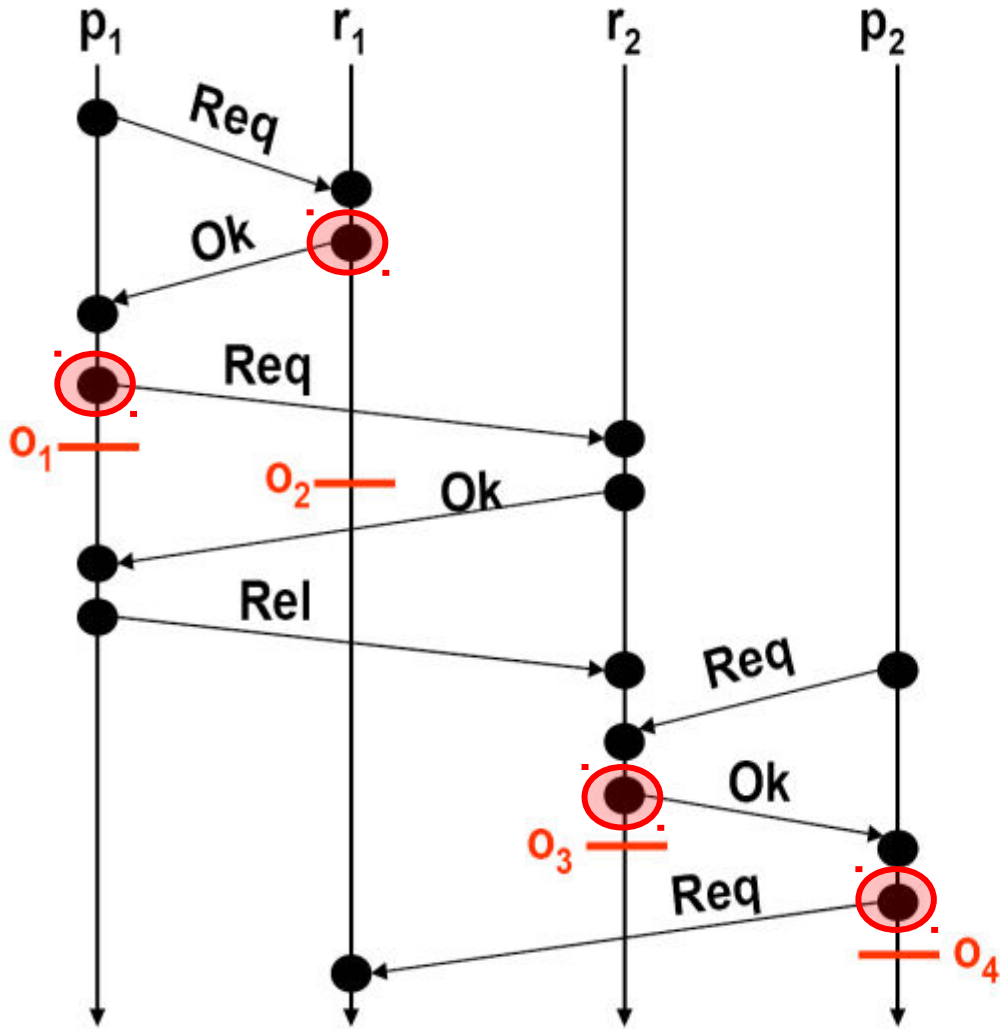 p₁ r₁ r₂ p₂
Req
Ok
Req
o₁
o₂
Ok
Rel
Req
Ok
o₃
Req
o₄